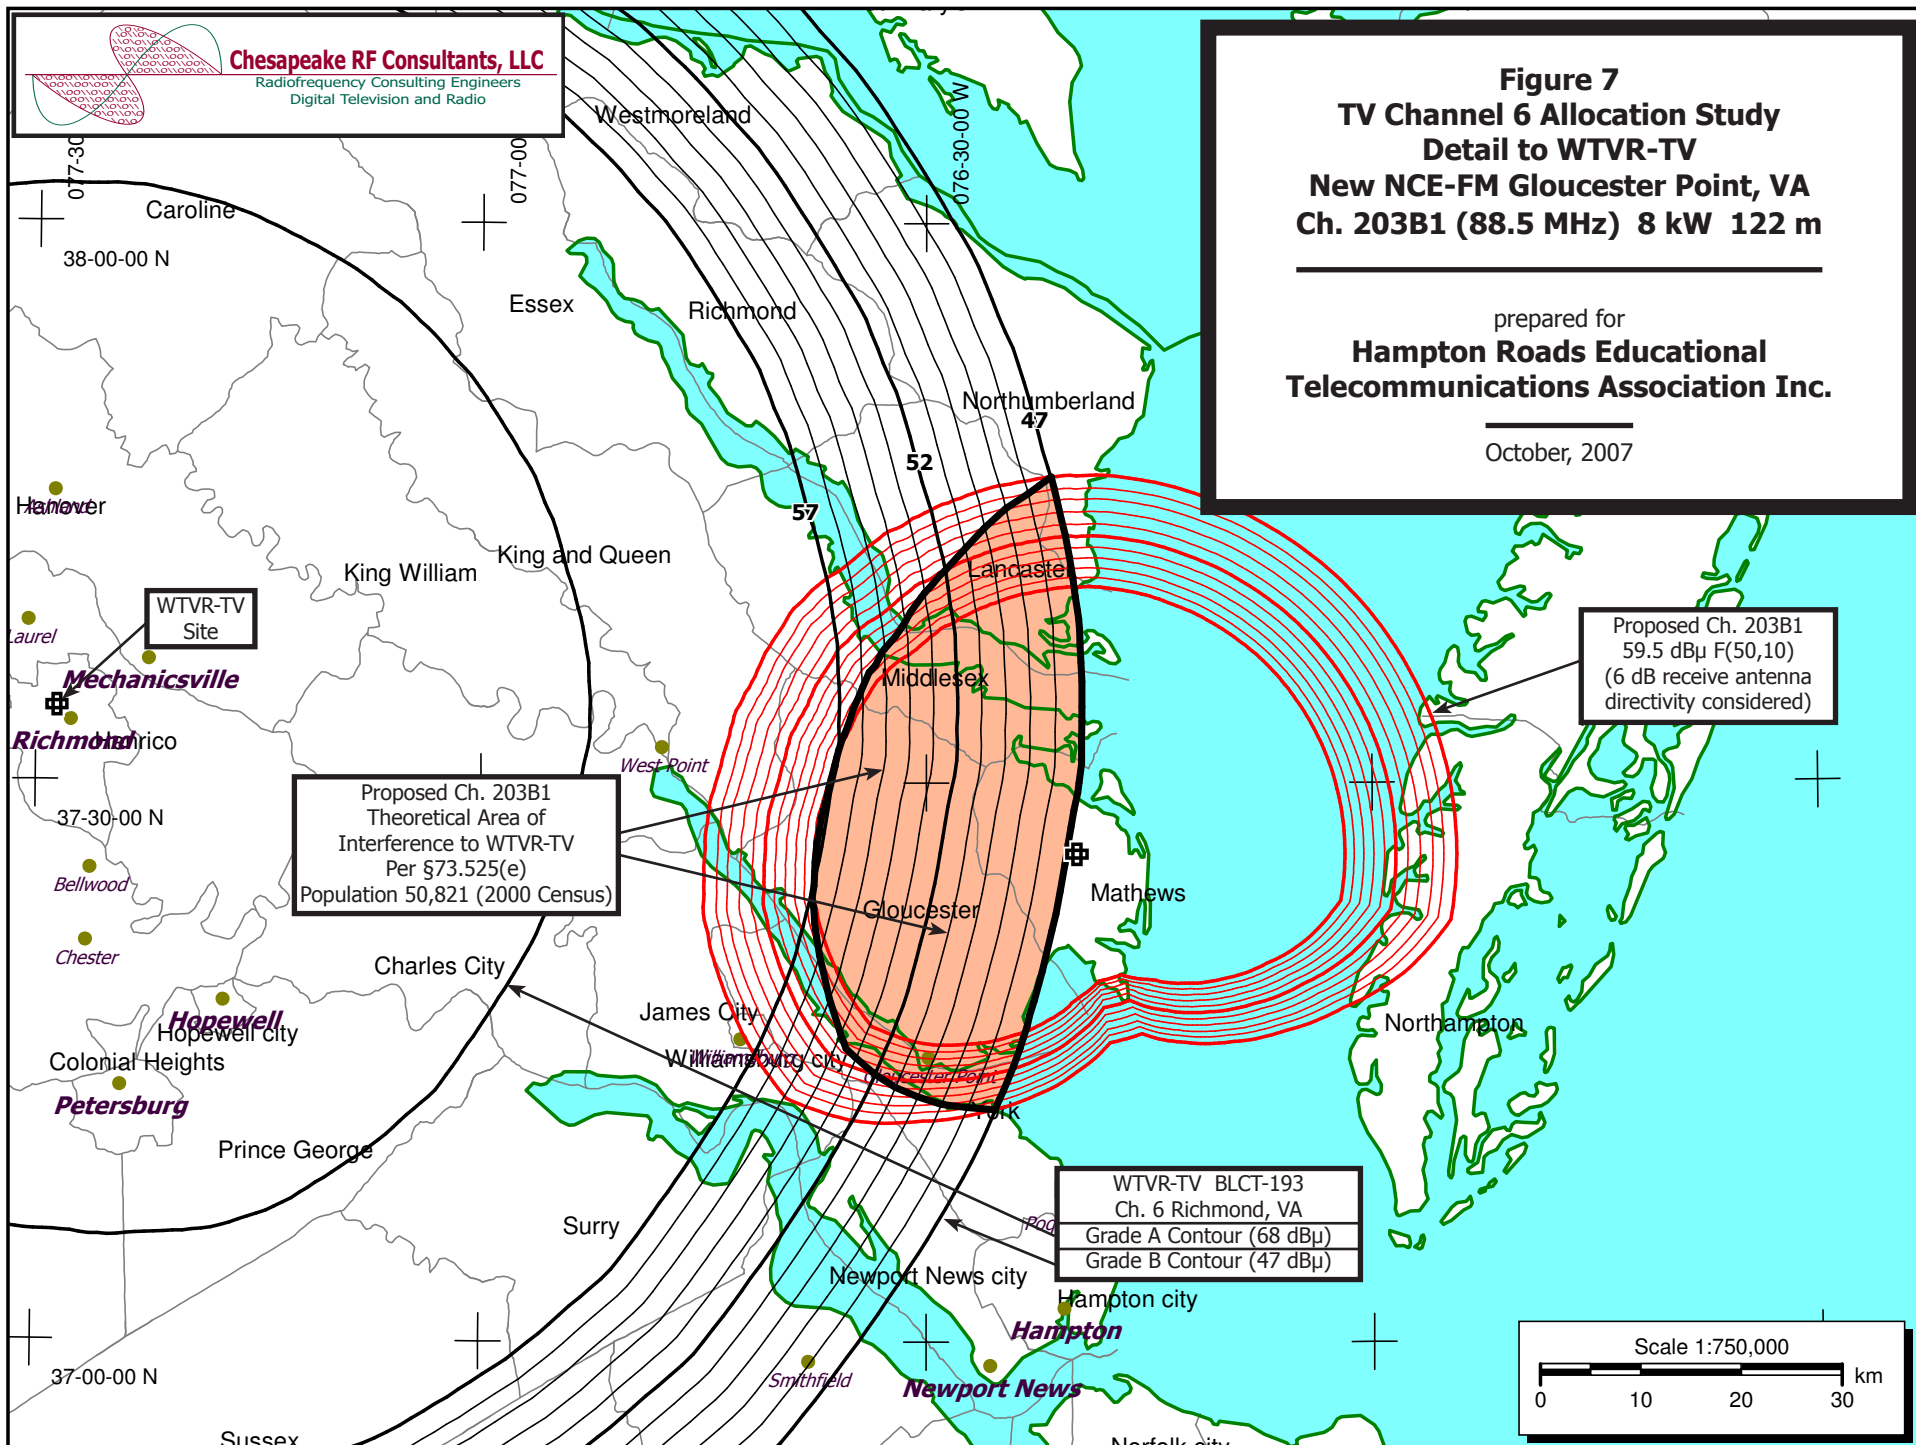 Chesapeake RF Consultants, LLC
Radiofrequency Consulting Engineers
Digital Television and Radio
Figure 7
TV Channel 6 Allocation Study
Detail to WTVR-TV
New NCE-FM Gloucester Point, VA
Ch. 203B1 (88.5 MHz) 8 kW 122 m
prepared for
Hampton Roads Educational
Telecommunications Association Inc.
October, 2007
077-30
077-00
076-30-00 W
Westmoreland
Caroline
38-00-00 N
Essex
Richmond
Northumberland
47
52
57
Hanover
Ashland
King and Queen
King William
Lancaster
WTVR-TV
Site
Laurel
Mechanicsville
Middlesex
Proposed Ch. 203B1
59.5 dBµ F(50,10)
(6 dB receive antenna
directivity considered)
Richmond
Henrico
West Point
Proposed Ch. 203B1
Theoretical Area of
Interference to WTVR-TV
Per §73.525(e)
Population 50,821 (2000 Census)
37-30-00 N
Bellwood
Mathews
Gloucester
Chester
Charles City
James City
Northampton
Hopewell
Hopewell city
Colonial Heights
Williamsburg city
Williamsburg
Gloucester Point
Petersburg
York
Prince George
WTVR-TV BLCT-193
Ch. 6 Richmond, VA
Grade A Contour (68 dBµ)
Grade B Contour (47 dBµ)
Surry
Poq
Newport News city
Hampton city
Hampton
37-00-00 N
Smithfield
Newport News
Scale 1:750,000
km
0 10 20 30
Sussex
Norfolk city